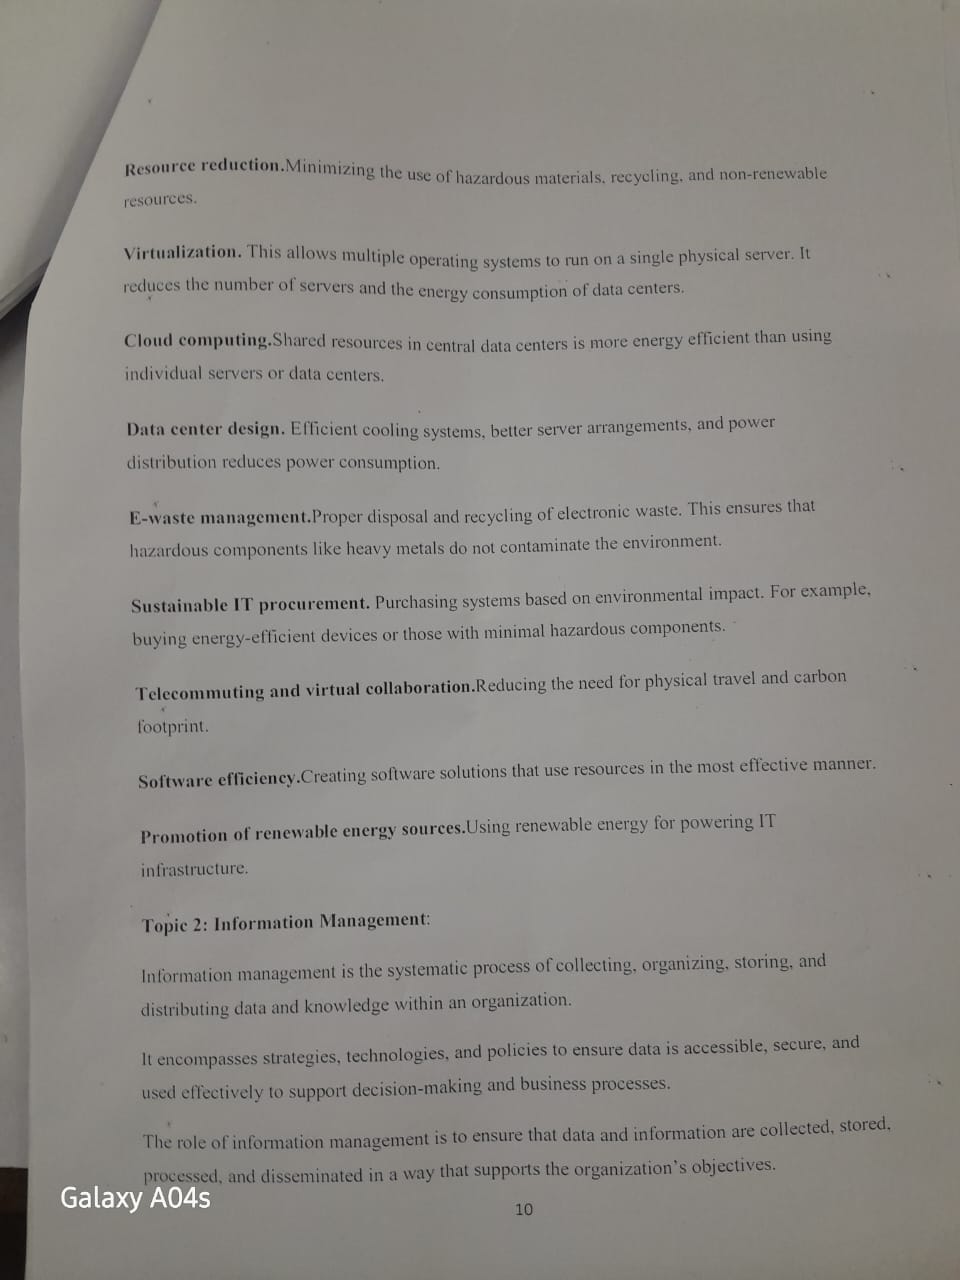 Resource reduction.Minimizing the use of hazardous materials, recycling, and non-renewable
resources.
Virtualization. This allows multiple operating systems to run on a single physical server. It
reduces the number of servers and the energy consumption of data centers.
Cloud computing.Shared resources in central data centers is more energy efficient than using
individual servers or data centers.
Data center design. Efficient cooling systems, better server arrangements, and power
distribution reduces power consumption.
E-waste management.Proper disposal and recycling of electronic waste. This ensures that
hazardous components like heavy metals do not contaminate the environment.
Sustainable IT procurement. Purchasing systems based on environmental impact. For example,
buying energy-efficient devices or those with minimal hazardous components.
Telecommuting and virtual collaboration.Reducing the need for physical travel and carbon
footprint.
Software efficiency.Creating software solutions that use resources in the most effective manner.
Promotion of renewable energy sources.Using renewable energy for powering IT
infrastructure.
Topic 2: Information Management:
Information management is the systematic process of collecting, organizing, storing, and
distributing data and knowledge within an organization.
It encompasses strategies, technologies, and policies to ensure data is accessible, secure, and
used effectively to support decision-making and business processes.
The role of information management is to ensure that data and information are collected, stored,
processed, and disseminated in a way that supports the organization's objectives.
Galaxy A04s
10